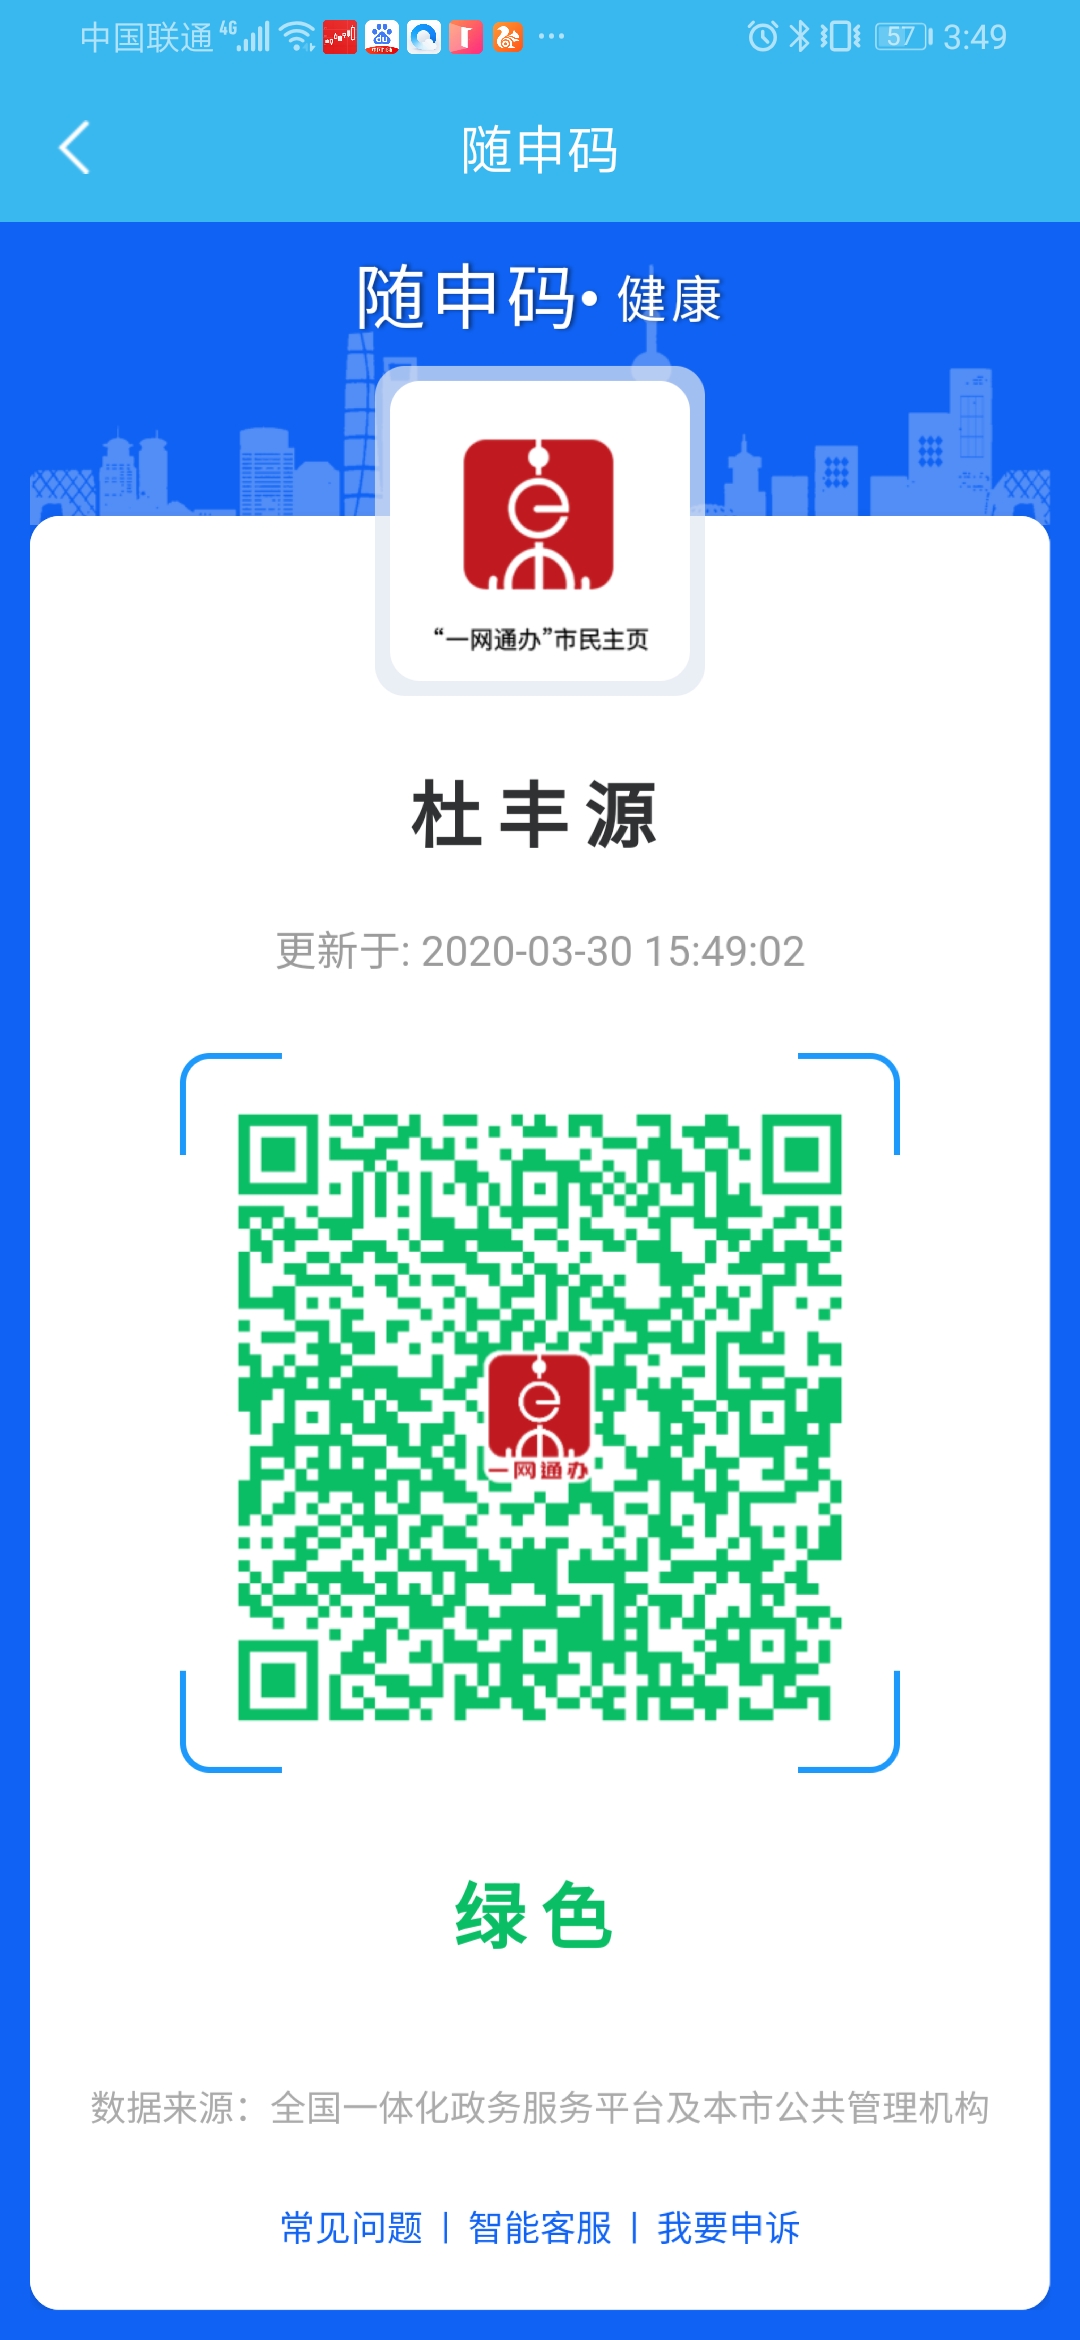 中国联通 4G 57 3:49
随申码
随申码• 健康
“一网通办”市民主页
杜丰源
更新于: 2020-03-30 15:49:02
一网通办
绿色
数据来源：全国一体化政务服务平台及本市公共管理机构
常见问题 | 智能客服 | 我要申诉